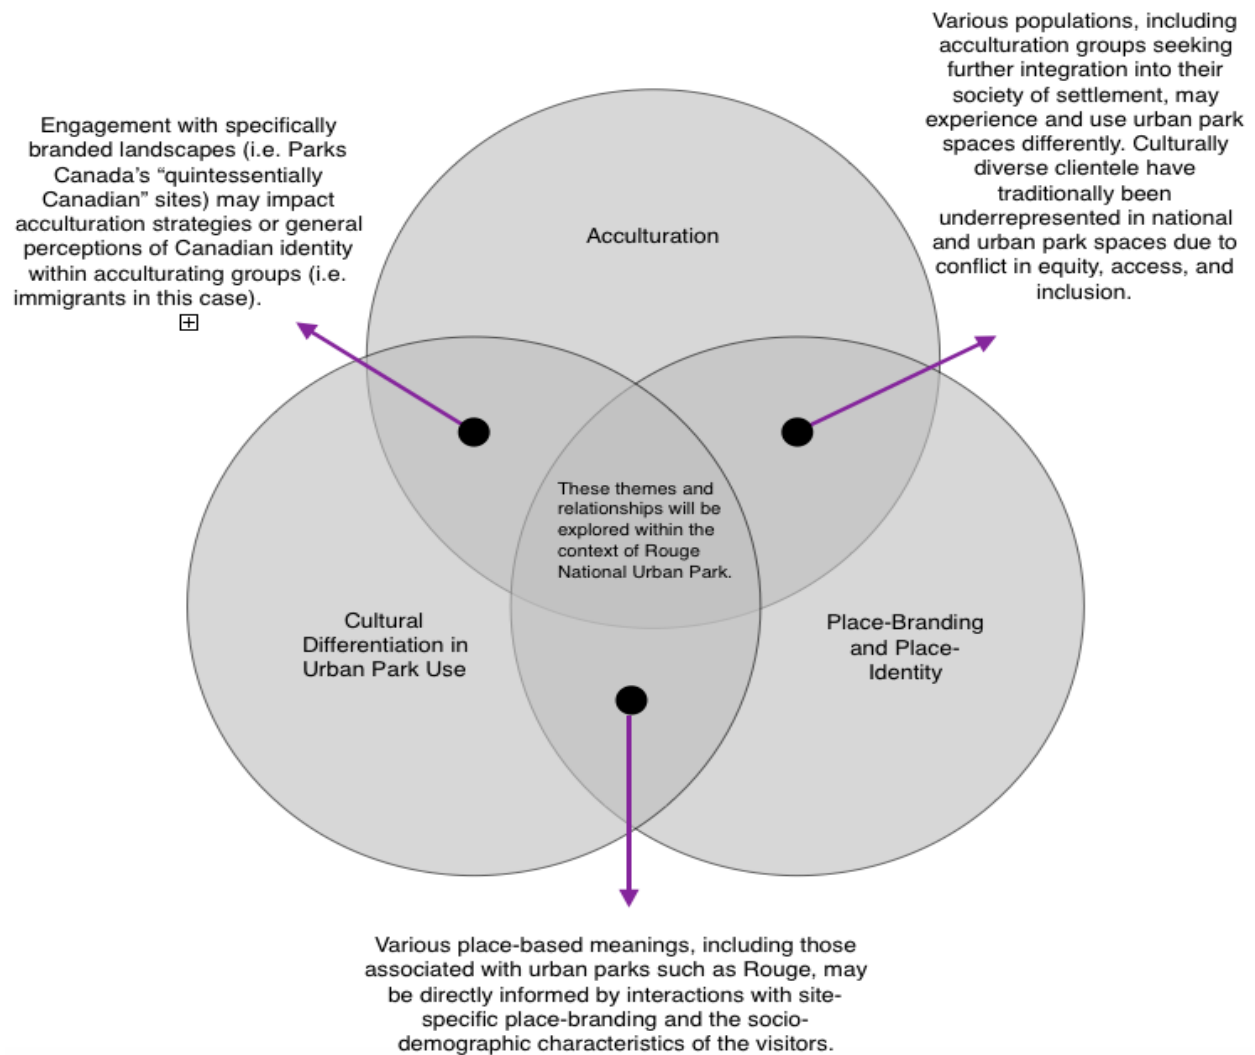 Various populations, including
acculturation groups seeking
further integration into their
society of settlement, may
experience and use urban park
spaces differently. Culturally
diverse clientele have
traditionally been
underrepresented in national
and urban park spaces due to
conflict in equity, access, and
inclusion.
Engagement with specifically
branded landscapes (i.e. Parks
Canada's “quintessentially
Canadian” sites) may impact
acculturation strategies or general
perceptions of Canadian identity
within acculturating groups (i.e.
immigrants in this case).
Acculturation
These themes and
relationships will be
explored within the
context of Rouge
National Urban Park.
Cultural
Differentiation in
Urban Park Use
Place-Branding
and Place-
Identity
Various place-based meanings, including those
associated with urban parks such as Rouge, may
be directly informed by interactions with site-
specific place-branding and the socio-
demographic characteristics of the visitors.